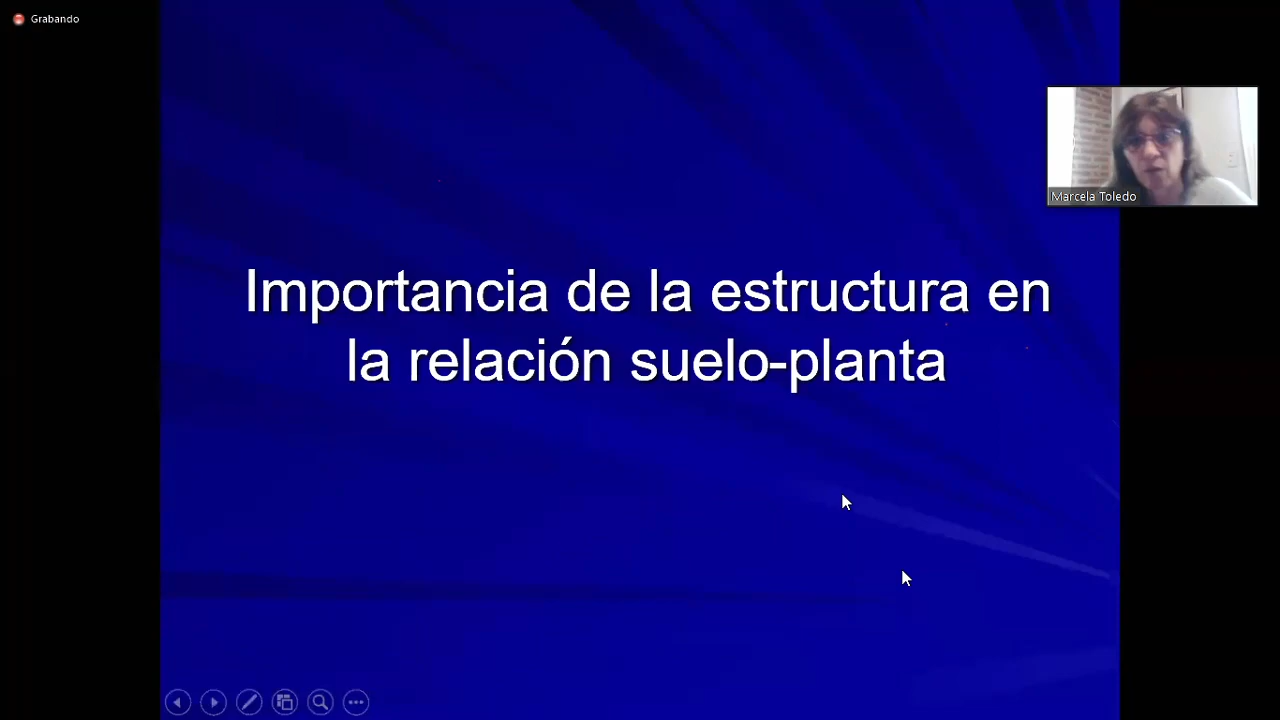 Grabando
Marcela Toledo
Importancia de la estructura en
la relación suelo-planta